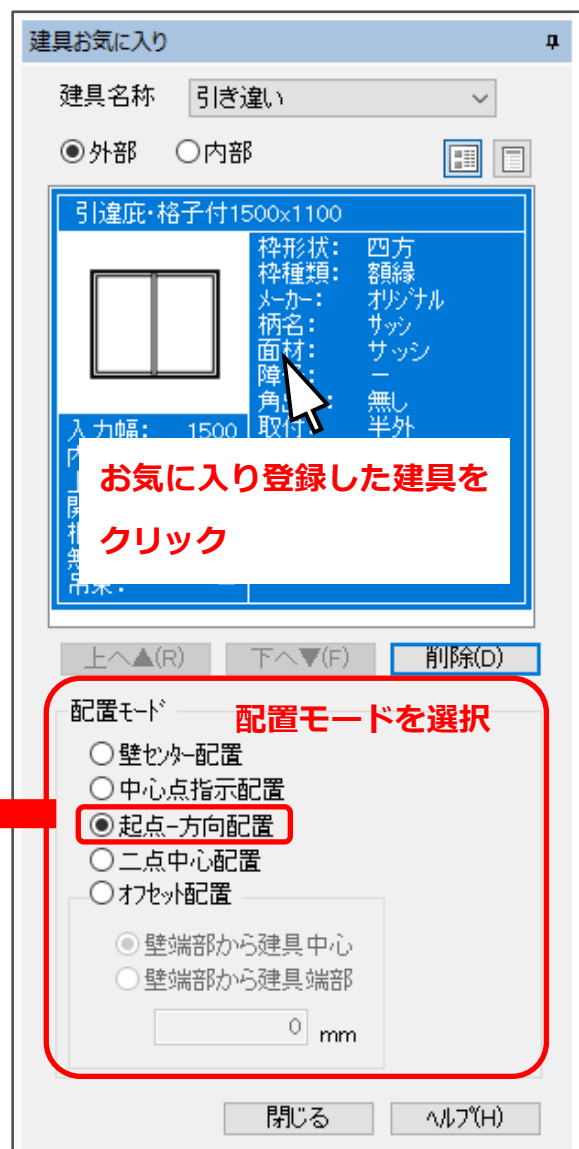 建具お気に入り
建具名称 引き違い
外部 内部
引違庇・格子付1500x1100
枠形状： 四方
枠種類： 額縁
メーカー： オリジナル
柄名： サッシ
面材： サッシ
－
無し
入力幅： 1500 取付 半外
お気に入り登録した建具を
クリック
上へ▲(R) 下へ▼(F) 削除(D)
配置モード 配置モードを選択
壁センター配置
中心点指示配置
起点−方向配置
二点中心配置
オフセット配置
壁端部から建具中心
壁端部から建具端部
0 mm
閉じる ヘルプ(H)